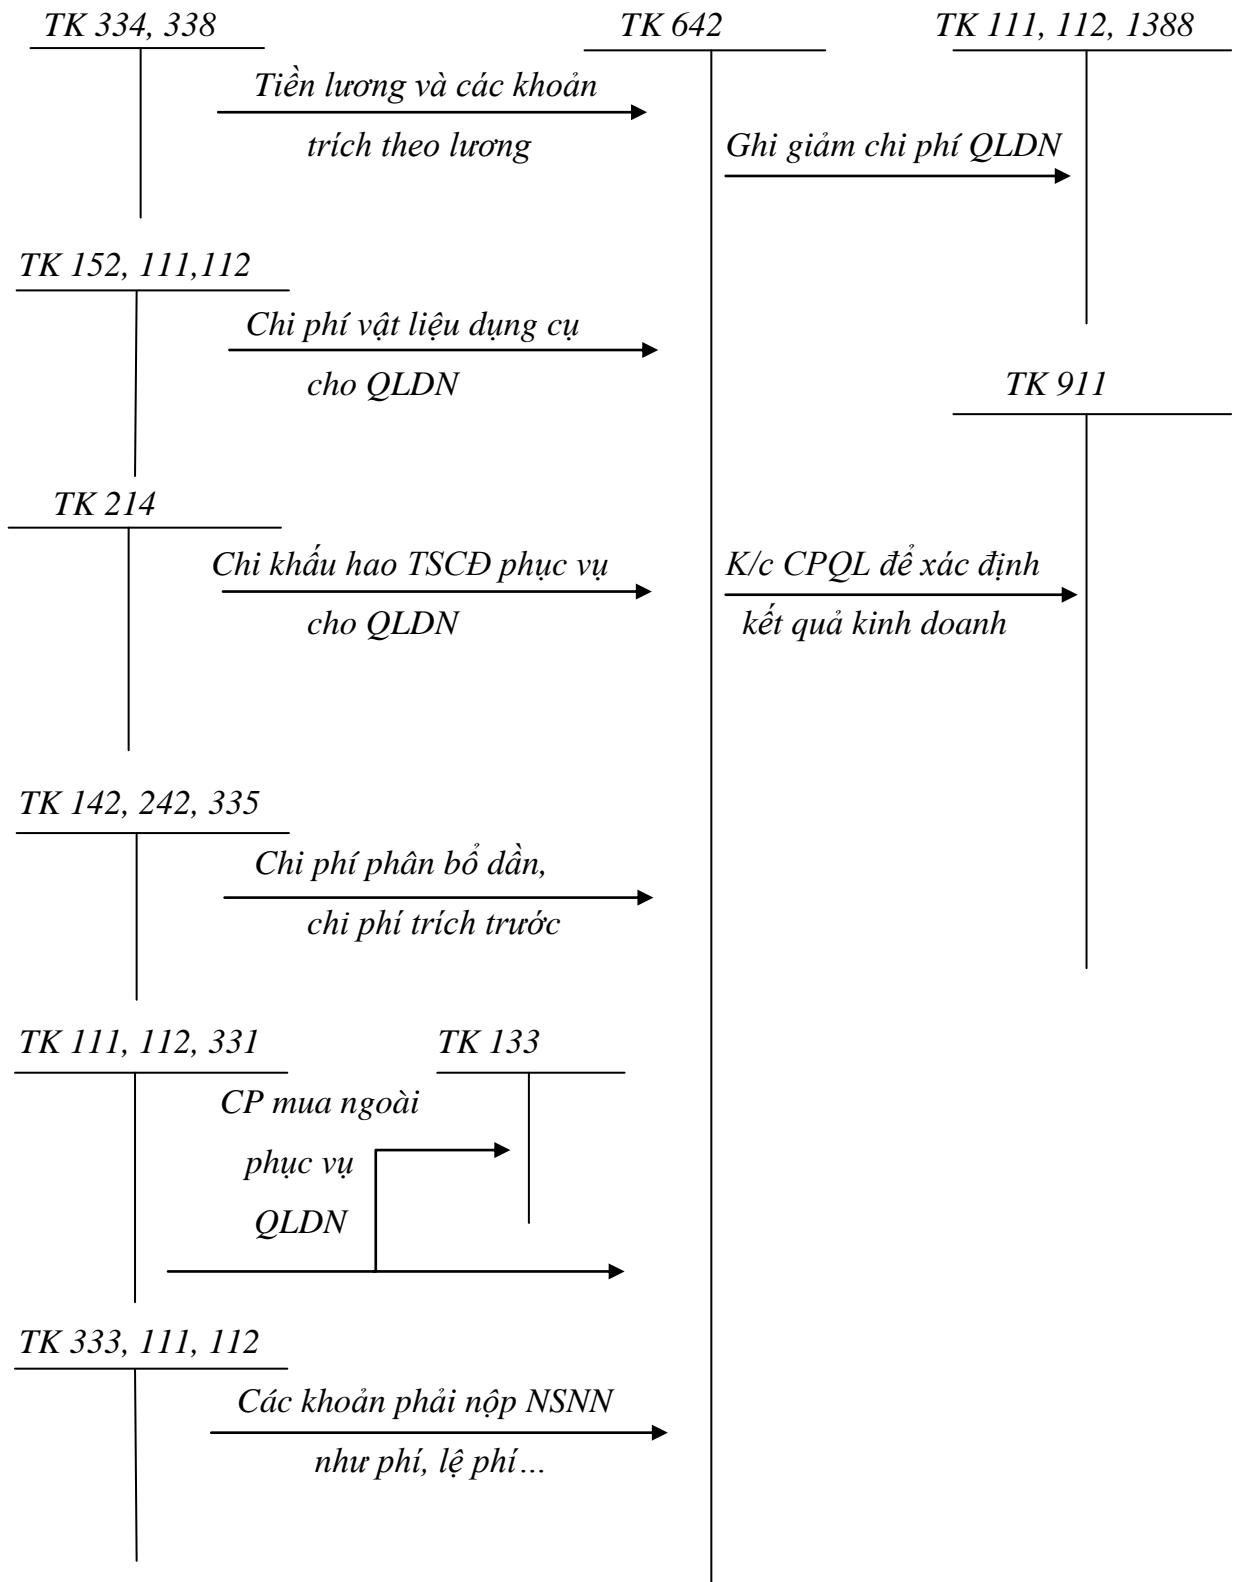 TK 334, 338
TK 642
TK 111, 112, 1388
Tiền lương và các khoản
trích theo lương
Ghi giảm chi phí QLDN
TK 152, 111,112
Chi phí vật liệu dụng cụ
cho QLDN
TK 911
TK 214
Chi khấu hao TSCĐ phục vụ
cho QLDN
K/c CPQL để xác định
kết quả kinh doanh
TK 142, 242, 335
Chi phí phân bổ dần,
chi phí trích trước
TK 111, 112, 331
TK 133
CP mua ngoài
phục vụ
QLDN
TK 333, 111, 112
Các khoản phải nộp NSNN
như phí, lệ phí…